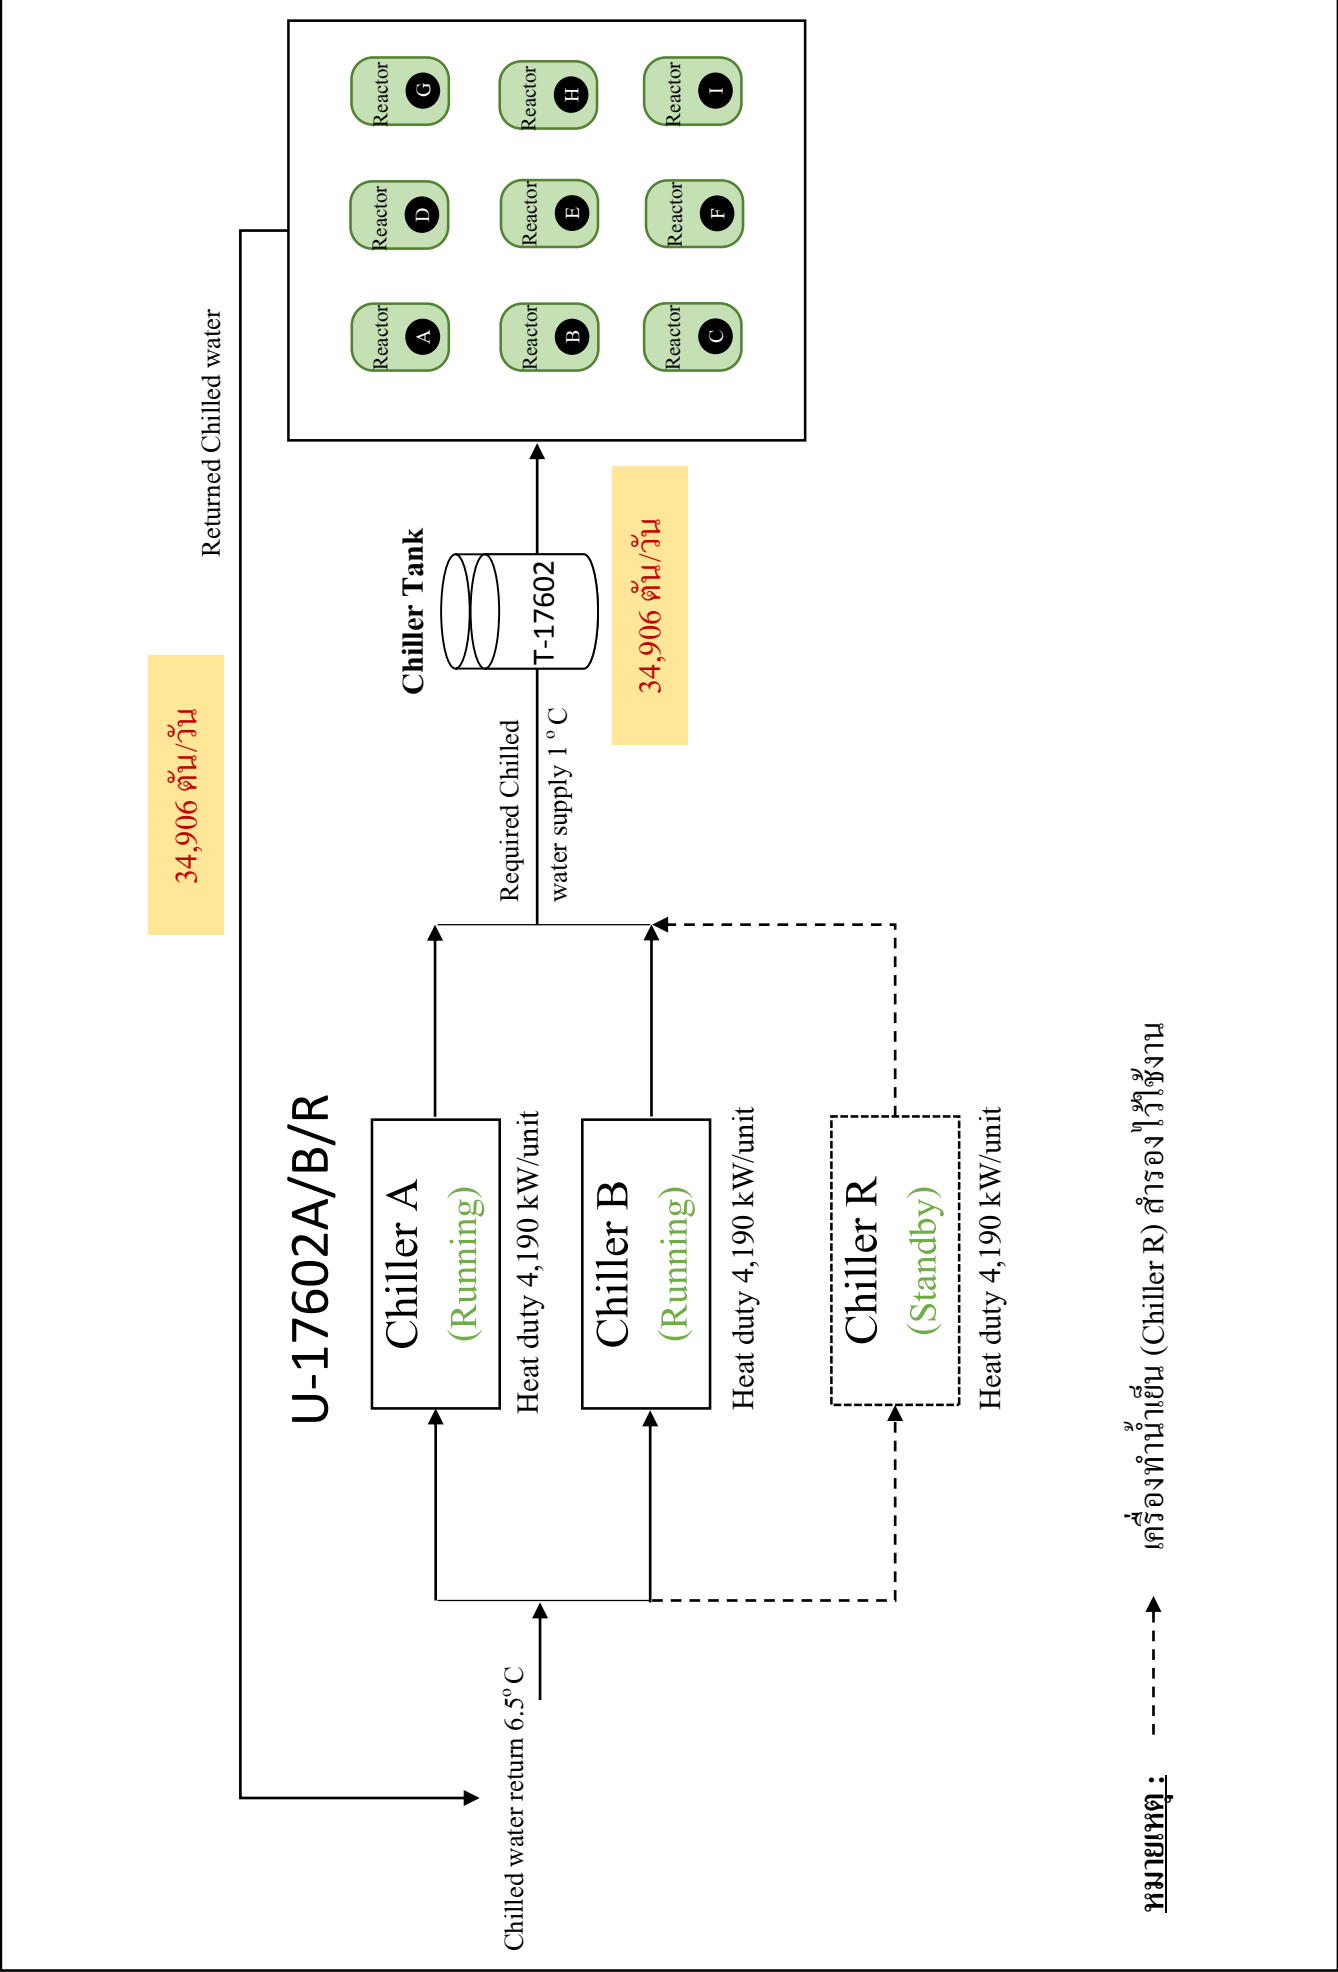 34,906 ตัน/วัน
Returned Chilled water
U-17602A/B/R
Chilled water return 6.5°C
Chiller A
(Running)
Heat duty 4,190 kW/unit
Chiller B
(Running)
Heat duty 4,190 kW/unit
Chiller R
(Standby)
Heat duty 4,190 kW/unit
Required Chilled
water supply 1 °C
Chiller Tank
T-17602
34,906 ตัน/วัน
Reactor
A
Reactor
D
Reactor
G
Reactor
B
Reactor
E
Reactor
H
Reactor
C
Reactor
F
Reactor
I
หมายเหตุ :
เครื่องทำน้ำเย็น (Chiller R) สำรองไว้ใช้งาน